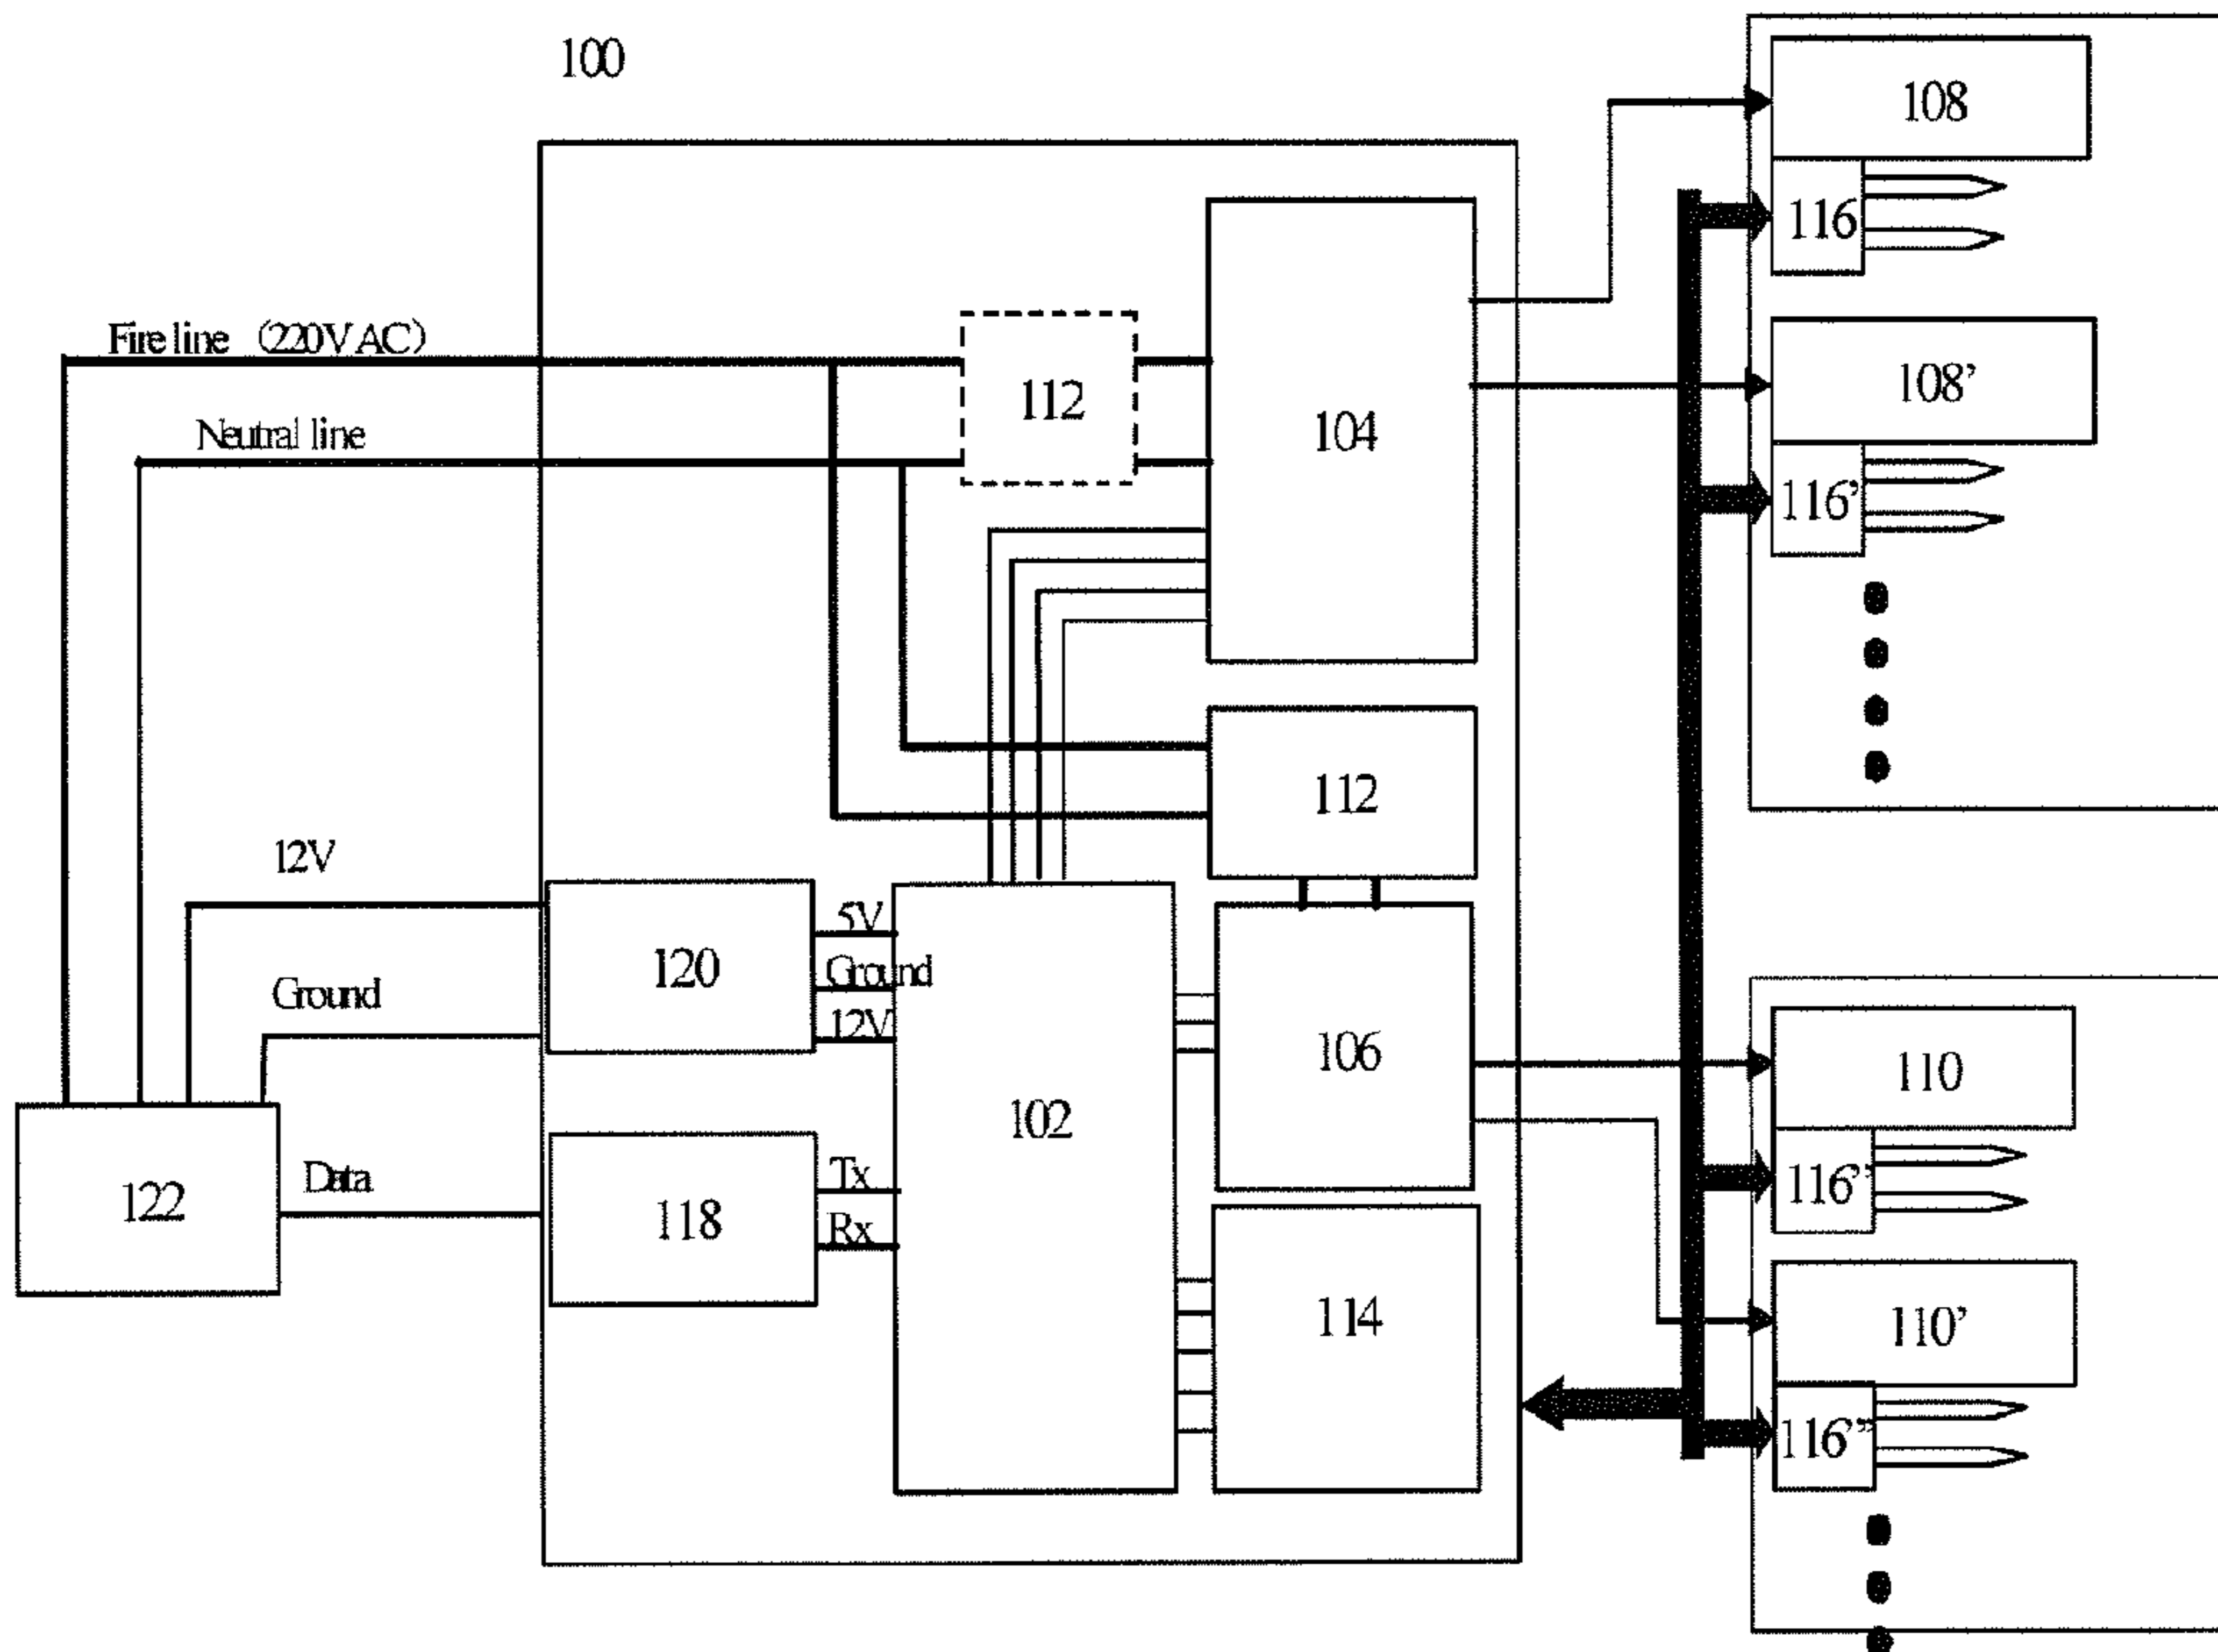 100
108
116
Fire line (220V AC)
112
108'
104
Neutral line
116'
112
12V
5V
120
Ground
Ground
12V
106
110
102
116''
Data
Tx
122
118
Rx
114
110'
116'''